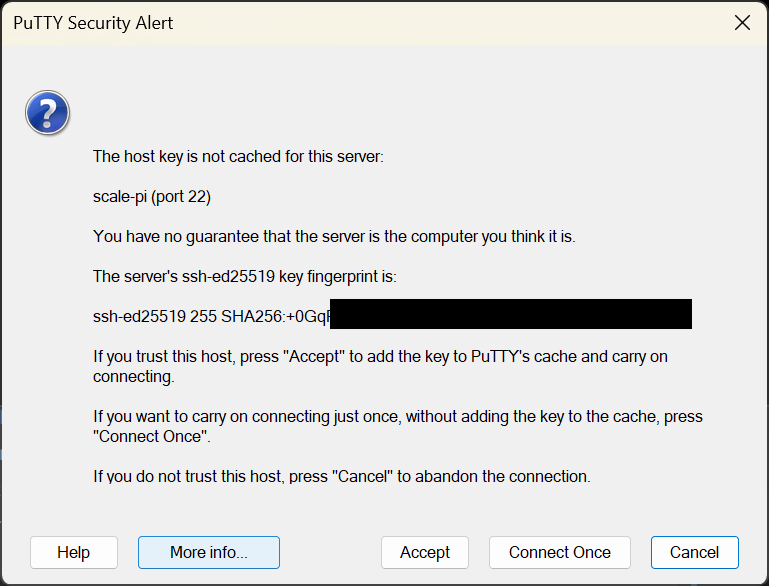 PuTTY Security Alert
The host key is not cached for this server:
scale-pi (port 22)
You have no guarantee that the server is the computer you think it is.
The server's ssh-ed25519 key fingerprint is:
ssh-ed25519 255 SHA256:+0Gq
If you trust this host, press "Accept" to add the key to PuTTY's cache and carry on
connecting.
If you want to carry on connecting just once, without adding the key to the cache, press
"Connect Once".
If you do not trust this host, press "Cancel" to abandon the connection.
Help
More info...
Accept
Connect Once
Cancel